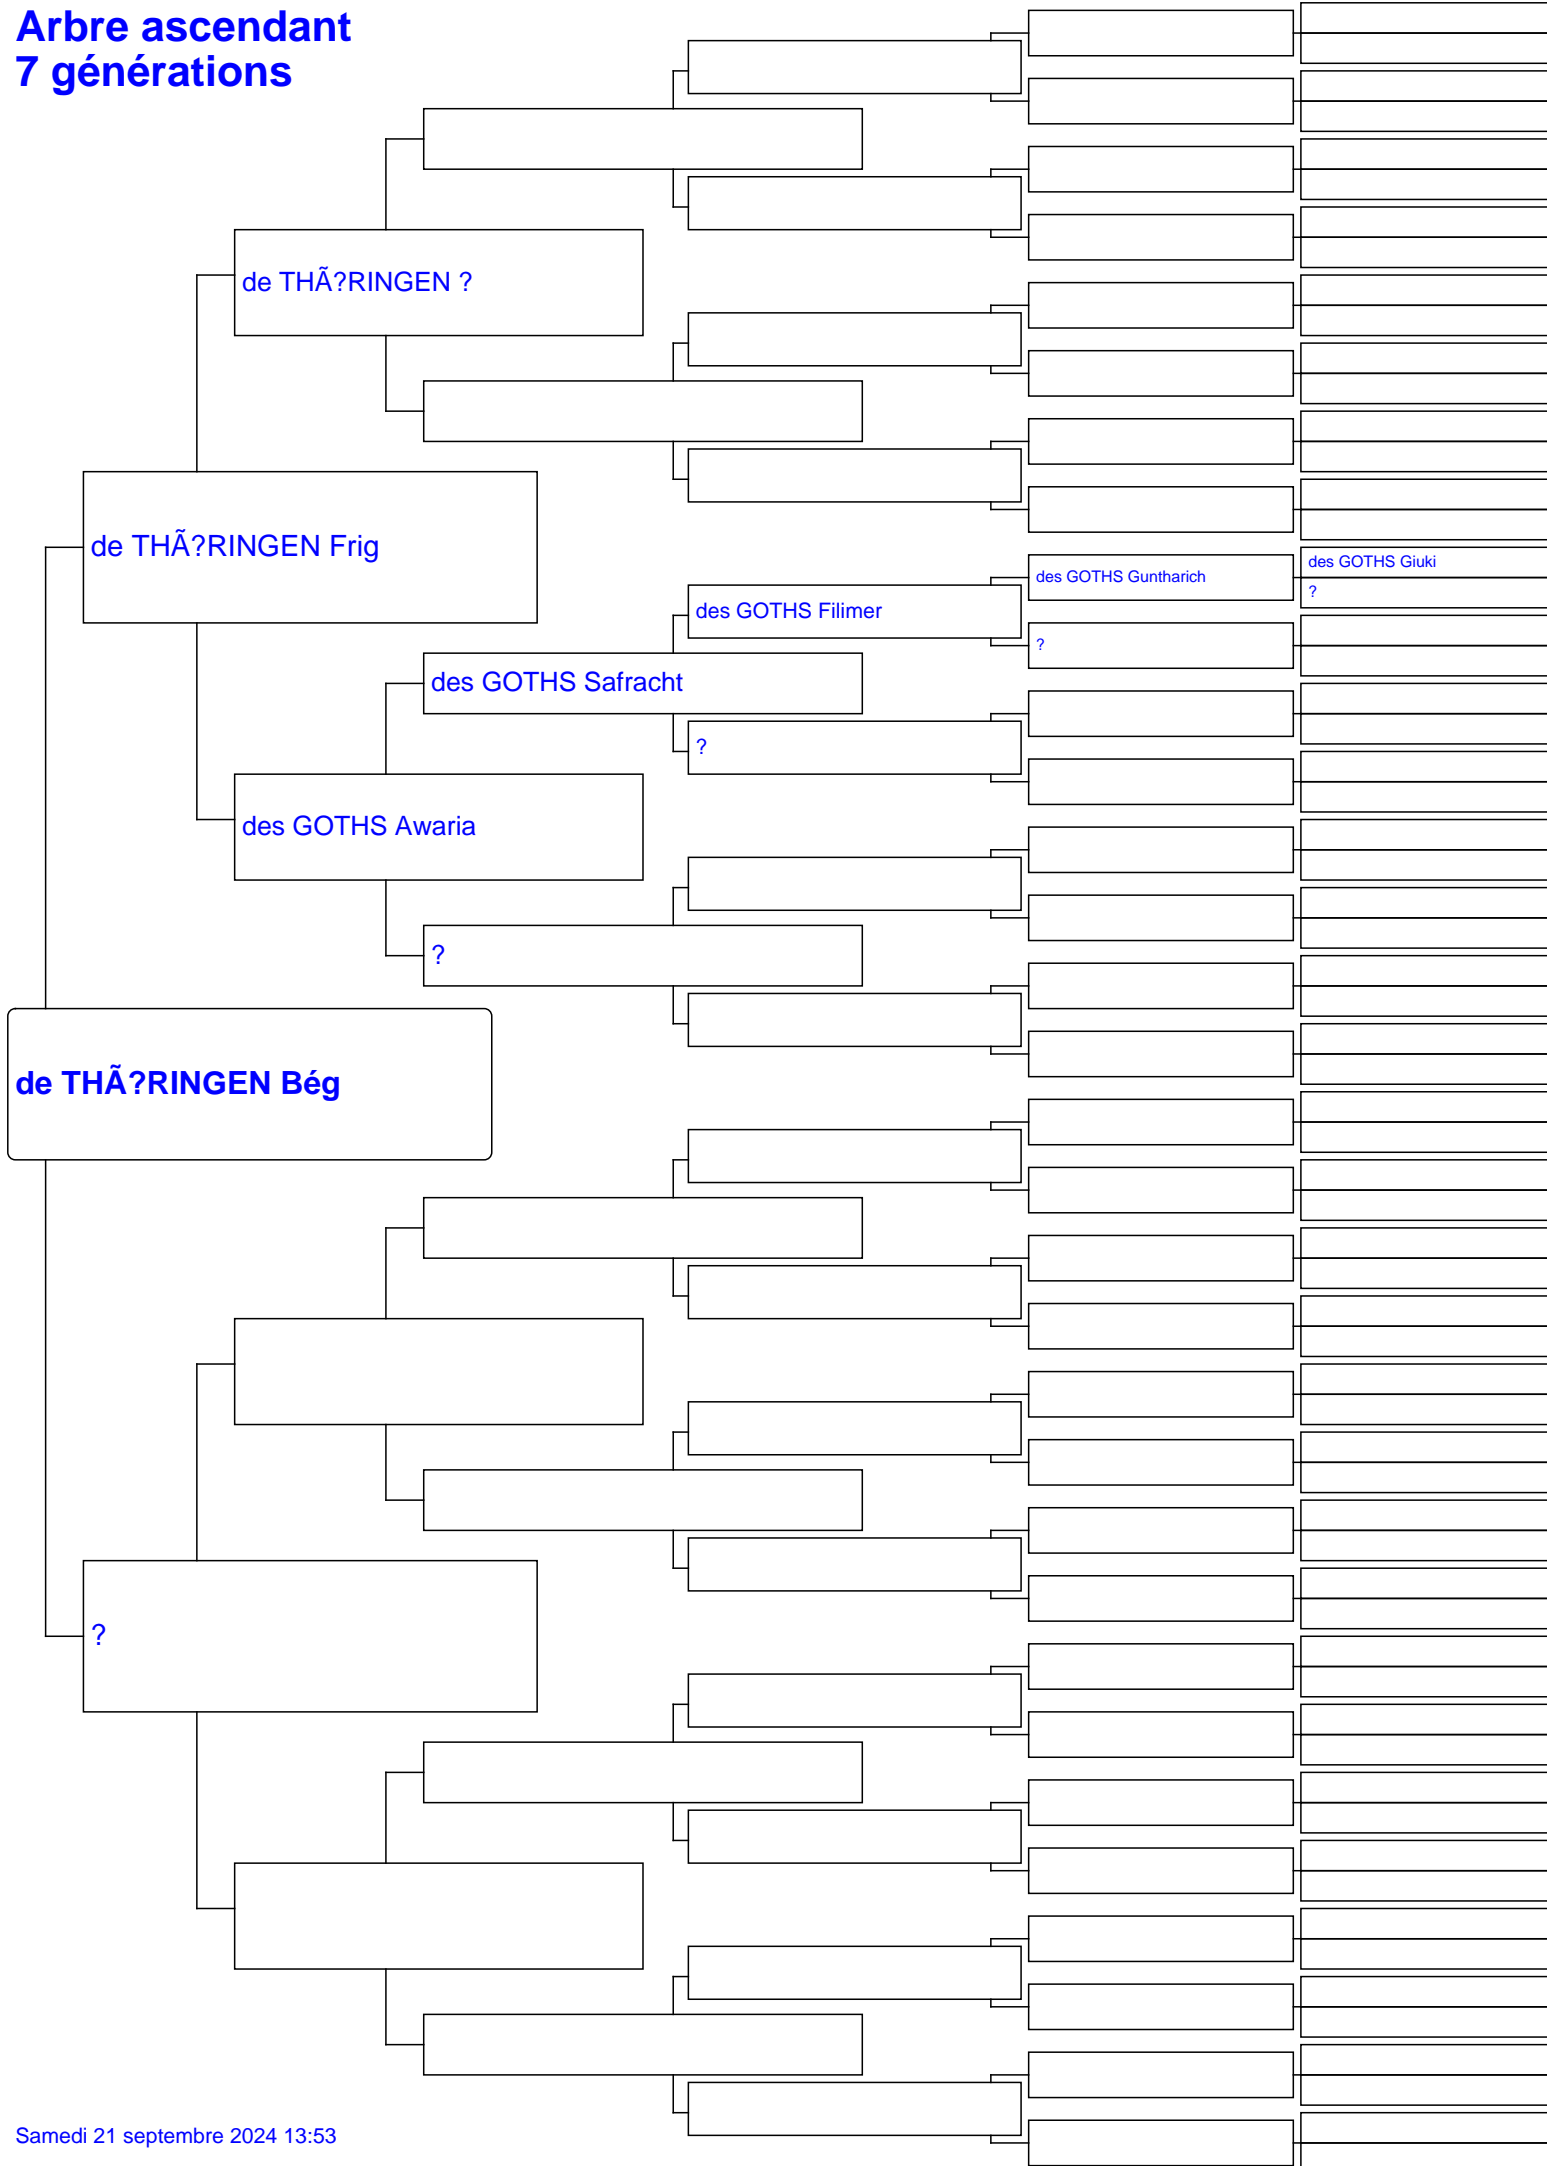 Arbre ascendant
7 générations
de THÃ?RINGEN ?
de THÃ?RINGEN Frig
des GOTHS Giuki
des GOTHS Guntharich
?
des GOTHS Filimer
?
des GOTHS Safracht
?
des GOTHS Awaria
?
de THÃ?RINGEN Bég
?
Samedi 21 septembre 2024 13:53